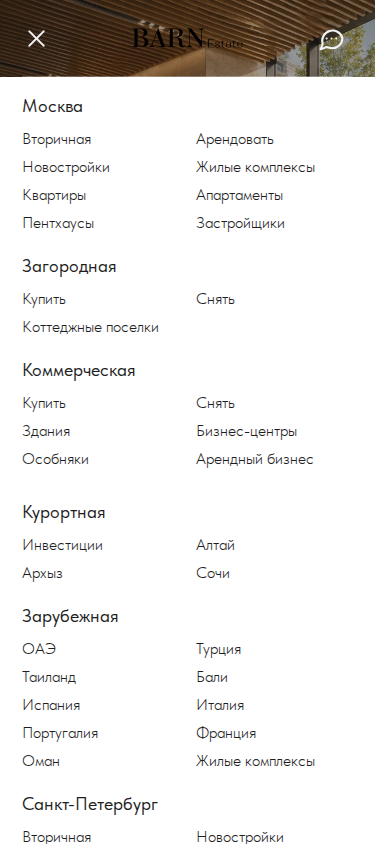 BARN Estate
Москва
Вторичная Арендовать
Новостройки Жилые комплексы
Квартиры Апартаменты
Пентхаусы Застройщики
Загородная
Купить Снять
Коттеджные поселки
Коммерческая
Купить Снять
Здания Бизнес-центры
Особняки Арендный бизнес
Курортная
Инвестиции Алтай
Архыз Сочи
Зарубежная
ОАЭ Турция
Таиланд Бали
Испания Италия
Португалия Франция
Оман Жилые комплексы
Санкт-Петербург
Вторичная Новостройки